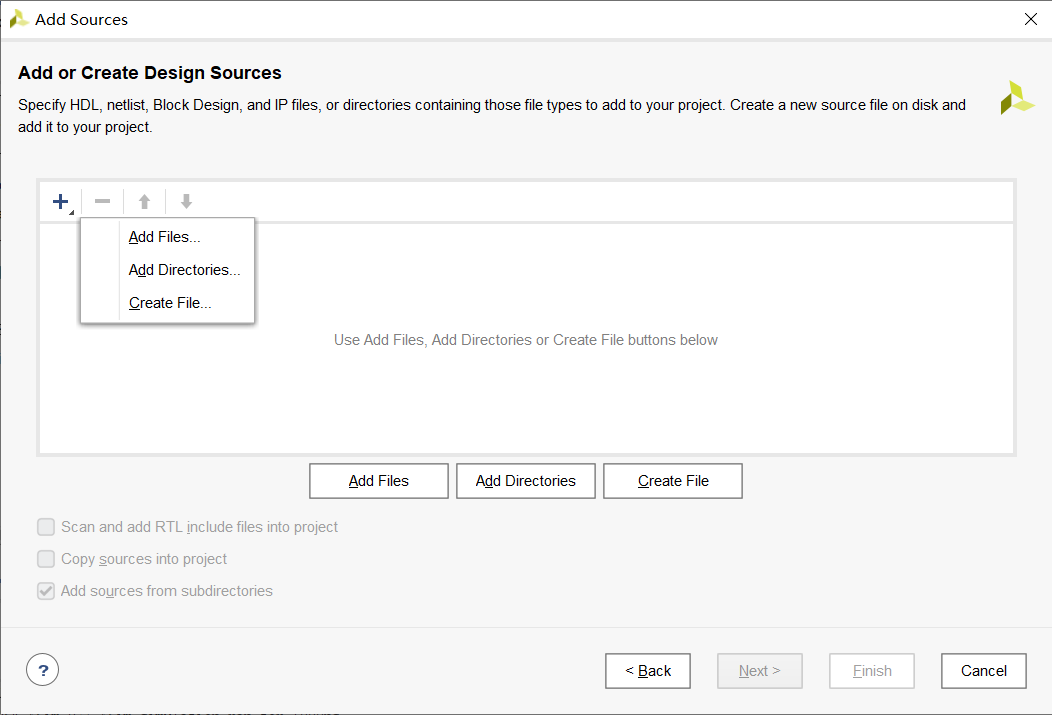 Add Sources
Add or Create Design Sources
Specify HDL, netlist, Block Design, and IP files, or directories containing those file types to add to your project. Create a new source file on disk and
add it to your project.
Add Files...
Add Directories...
Create File...
Use Add Files, Add Directories or Create File buttons below
Add Files Add Directories Create File
Scan and add RTL include files into project
Copy sources into project
Add sources from subdirectories
? < Back Next > Finish Cancel